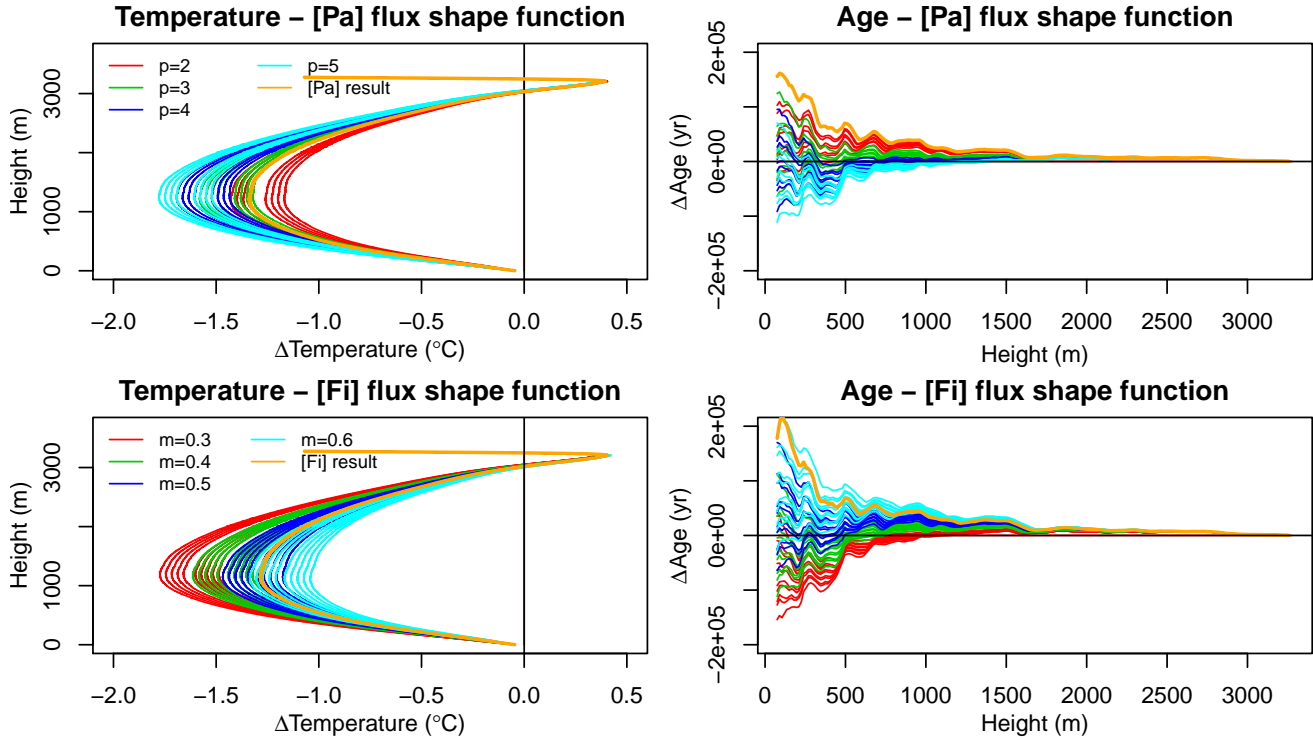 Temperature – [Pa] flux shape function
Height (m)
0 1000 3000
p=2
p=3
p=4
p=5
[Pa] result
−2.0 −1.5 −1.0 −0.5 0.0 0.5
ΔTemperature (°C)
Age – [Pa] flux shape function
ΔAge (yr)
−2e+05 0e+00 2e+05
0 500 1000 1500 2000 2500 3000
Height (m)
Temperature – [Fi] flux shape function
Height (m)
0 1000 3000
m=0.3
m=0.4
m=0.5
m=0.6
[Fi] result
−2.0 −1.5 −1.0 −0.5 0.0 0.5
ΔTemperature (°C)
Age – [Fi] flux shape function
ΔAge (yr)
−2e+05 0e+00 2e+05
0 500 1000 1500 2000 2500 3000
Height (m)